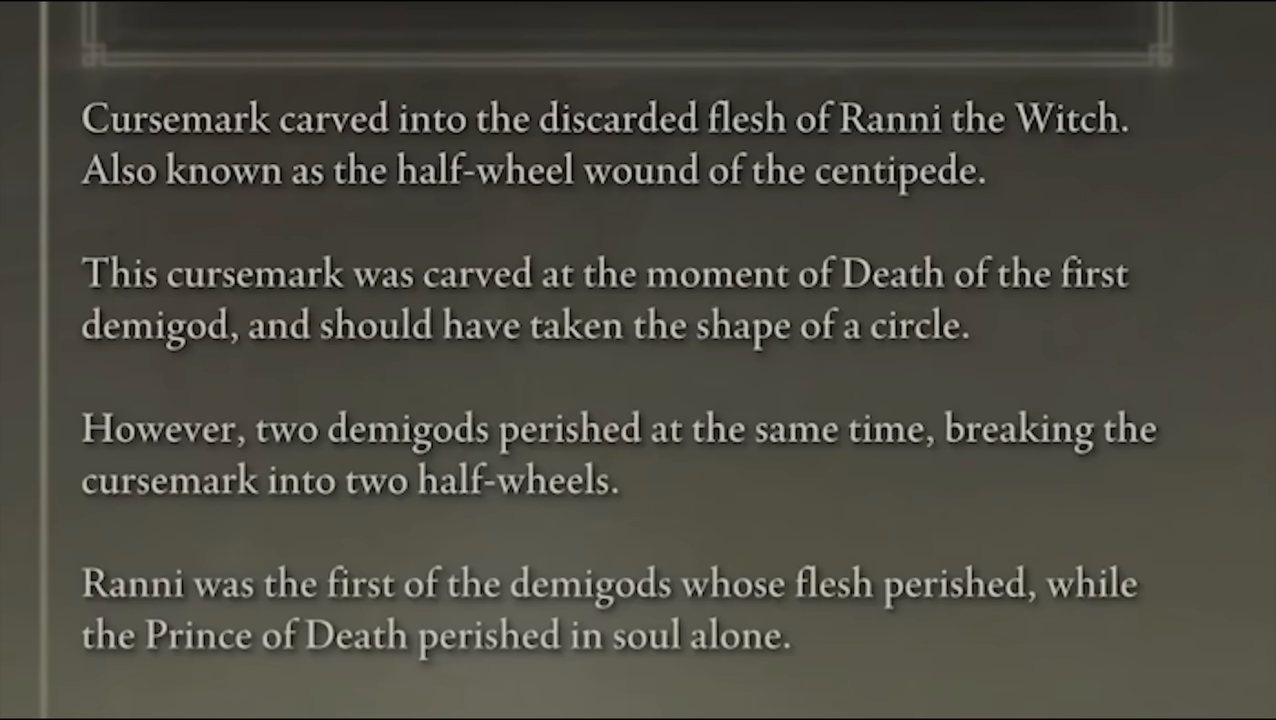 Cursemark carved into the discarded flesh of Ranni the Witch.
Also known as the half-wheel wound of the centipede.
This cursemark was carved at the moment of Death of the first
demigod, and should have taken the shape of a circle.
However, two demigods perished at the same time, breaking the
cursemark into two half-wheels.
Ranni was the first of the demigods whose flesh perished, while
the Prince of Death perished in soul alone.